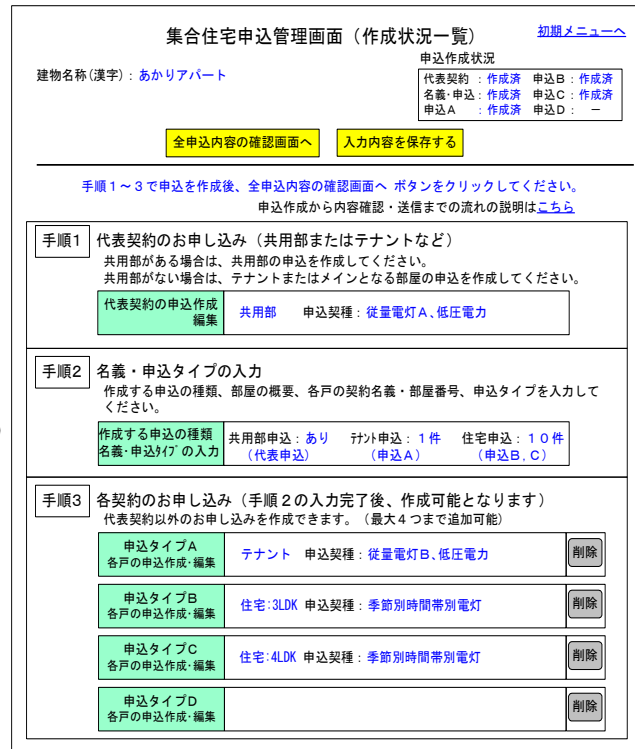 集合住宅申込管理画面（作成状況一覧）
初期メニューへ
建物名称(漢字)：あかりアパート
申込作成状況
代表契約：作成済 申込Ｂ：作成済
名義･申込：作成済 申込Ｃ：作成済
申込Ａ ：作成済 申込Ｄ： －
全申込内容の確認画面へ
入力内容を保存する
手順１～３で申込を作成後、全申込内容の確認画面へ ボタンをクリックしてください。
申込作成から内容確認・送信までの流れの説明はこちら
手順1 代表契約のお申し込み（共用部またはテナントなど）
共用部がある場合は、共用部の申込を作成してください。
共用部がない場合は、テナントまたはメインとなる部屋の申込を作成してください。
代表契約の申込作成
編集
共用部 申込契種：従量電灯Ａ、低圧電力
手順2 名義・申込タイプの入力
作成する申込の種類、部屋の概要、各戸の契約名義・部屋番号、申込タイプを入力して
ください。
作成する申込の種類
名義･申込ﾀｲﾌﾟの入力
共用部申込：あり ﾃﾅﾝﾄ申込：１件 住宅申込：１０件
（代表申込） （申込Ａ） （申込Ｂ,Ｃ）
手順3 各契約のお申し込み（手順２の入力完了後、作成可能となります）
代表契約以外のお申し込みを作成できます。（最大４つまで追加可能）
申込タイプＡ
各戸の申込作成･編集
テナント 申込契種：従量電灯Ｂ、低圧電力
削除
申込タイプＢ
各戸の申込作成･編集
住宅:3LDK 申込契種：季節別時間帯別電灯
削除
申込タイプＣ
各戸の申込作成･編集
住宅:4LDK 申込契種：季節別時間帯別電灯
削除
申込タイプＤ
各戸の申込作成･編集
削除